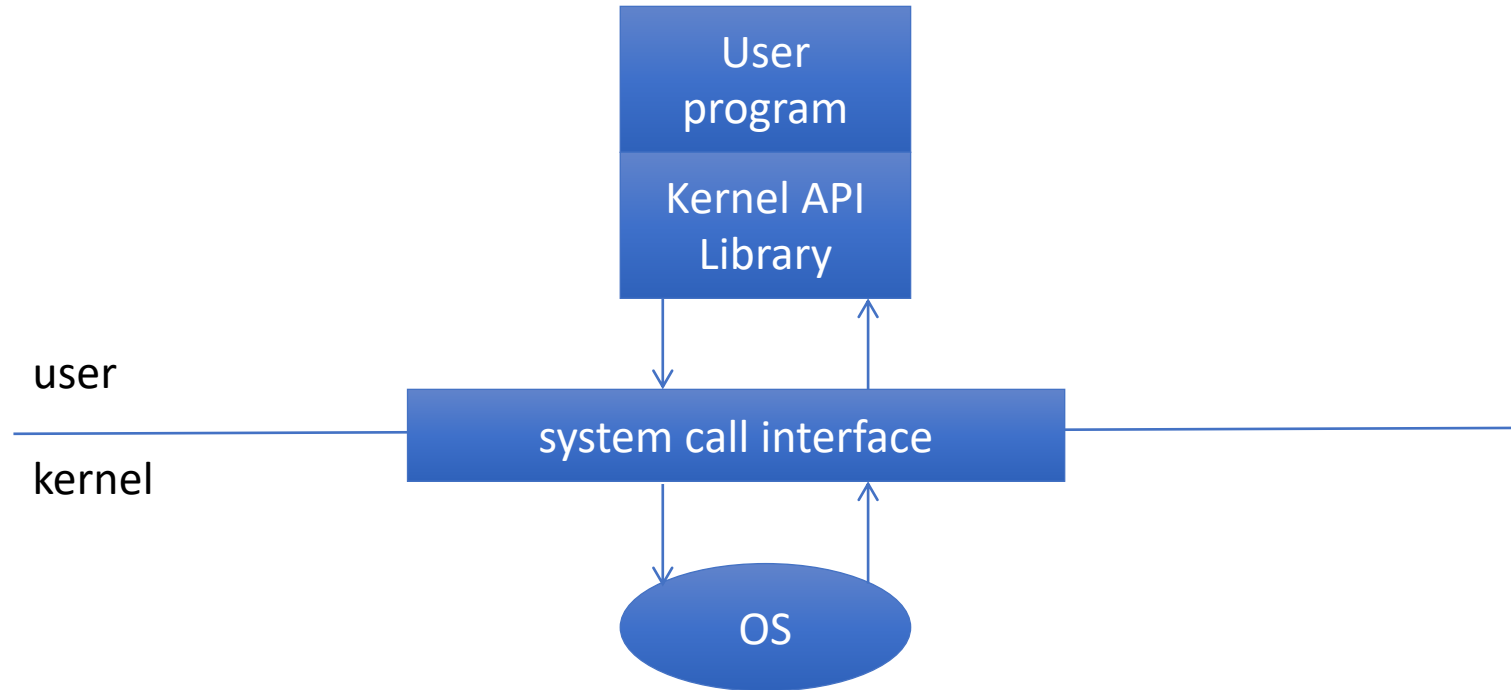 User
program
Kernel API
Library
user
system call interface
kernel
OS